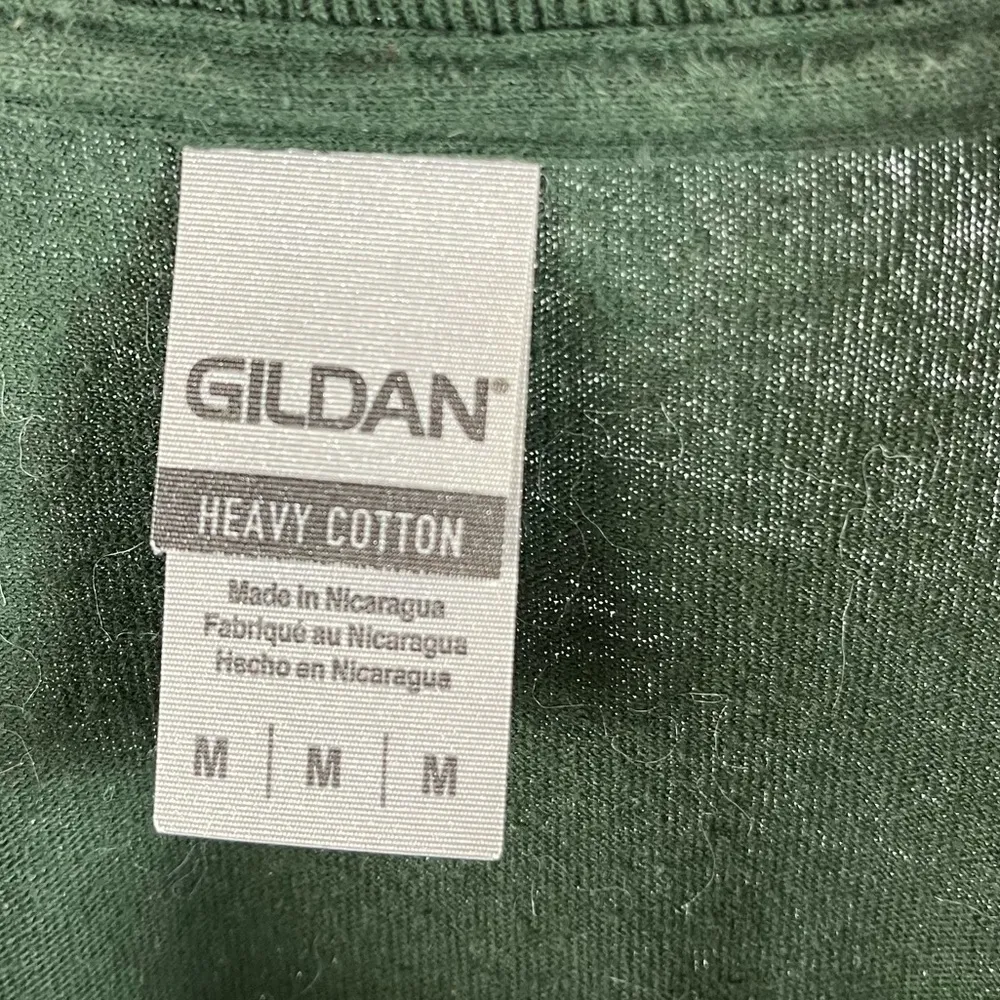 GILDAN®
HEAVY COTTON
Made in Nicaragua
Fabriqué au Nicaragua
Hecho en Nicaragua
M | M | M